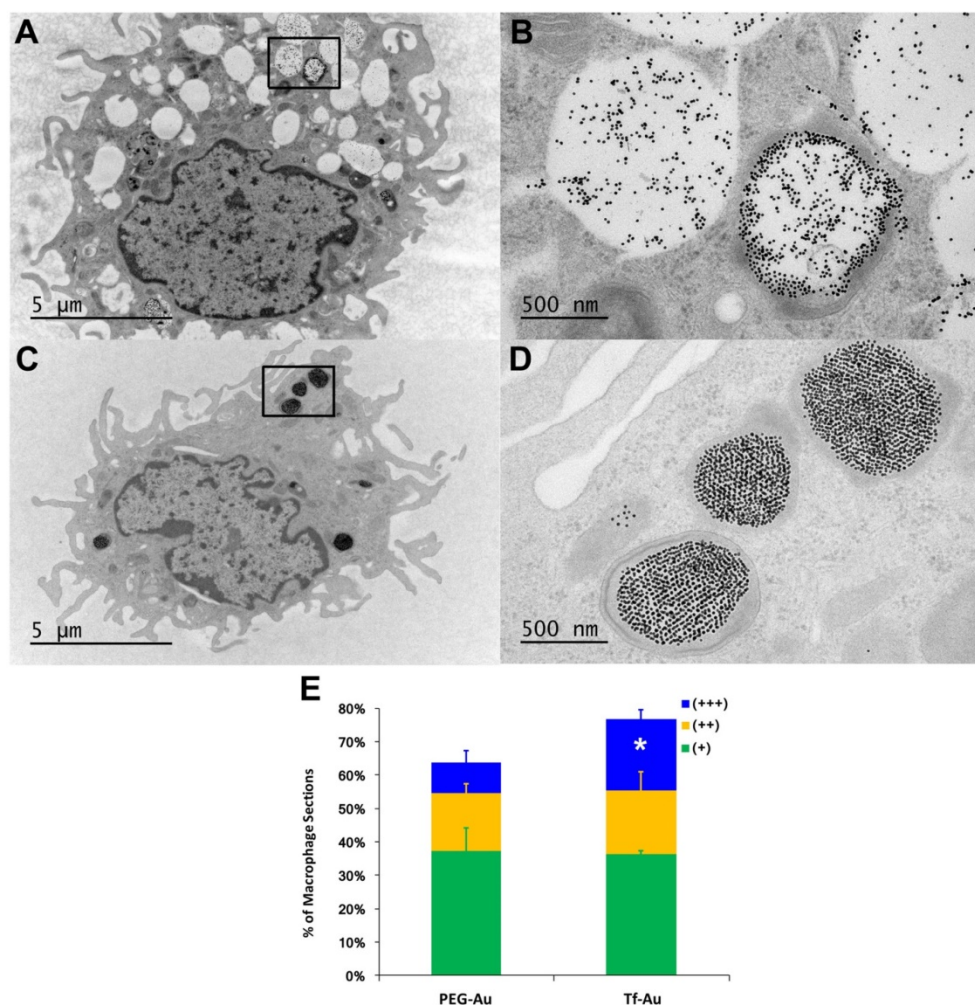 A
5 µm
B
500 nm
C
5 µm
D
500 nm
E
80%
70%
60%
50%
40%
30%
20%
10%
0%
% of Macrophage Sections
*
(+++)
(++)
(+)
PEG-Au
Tf-Au